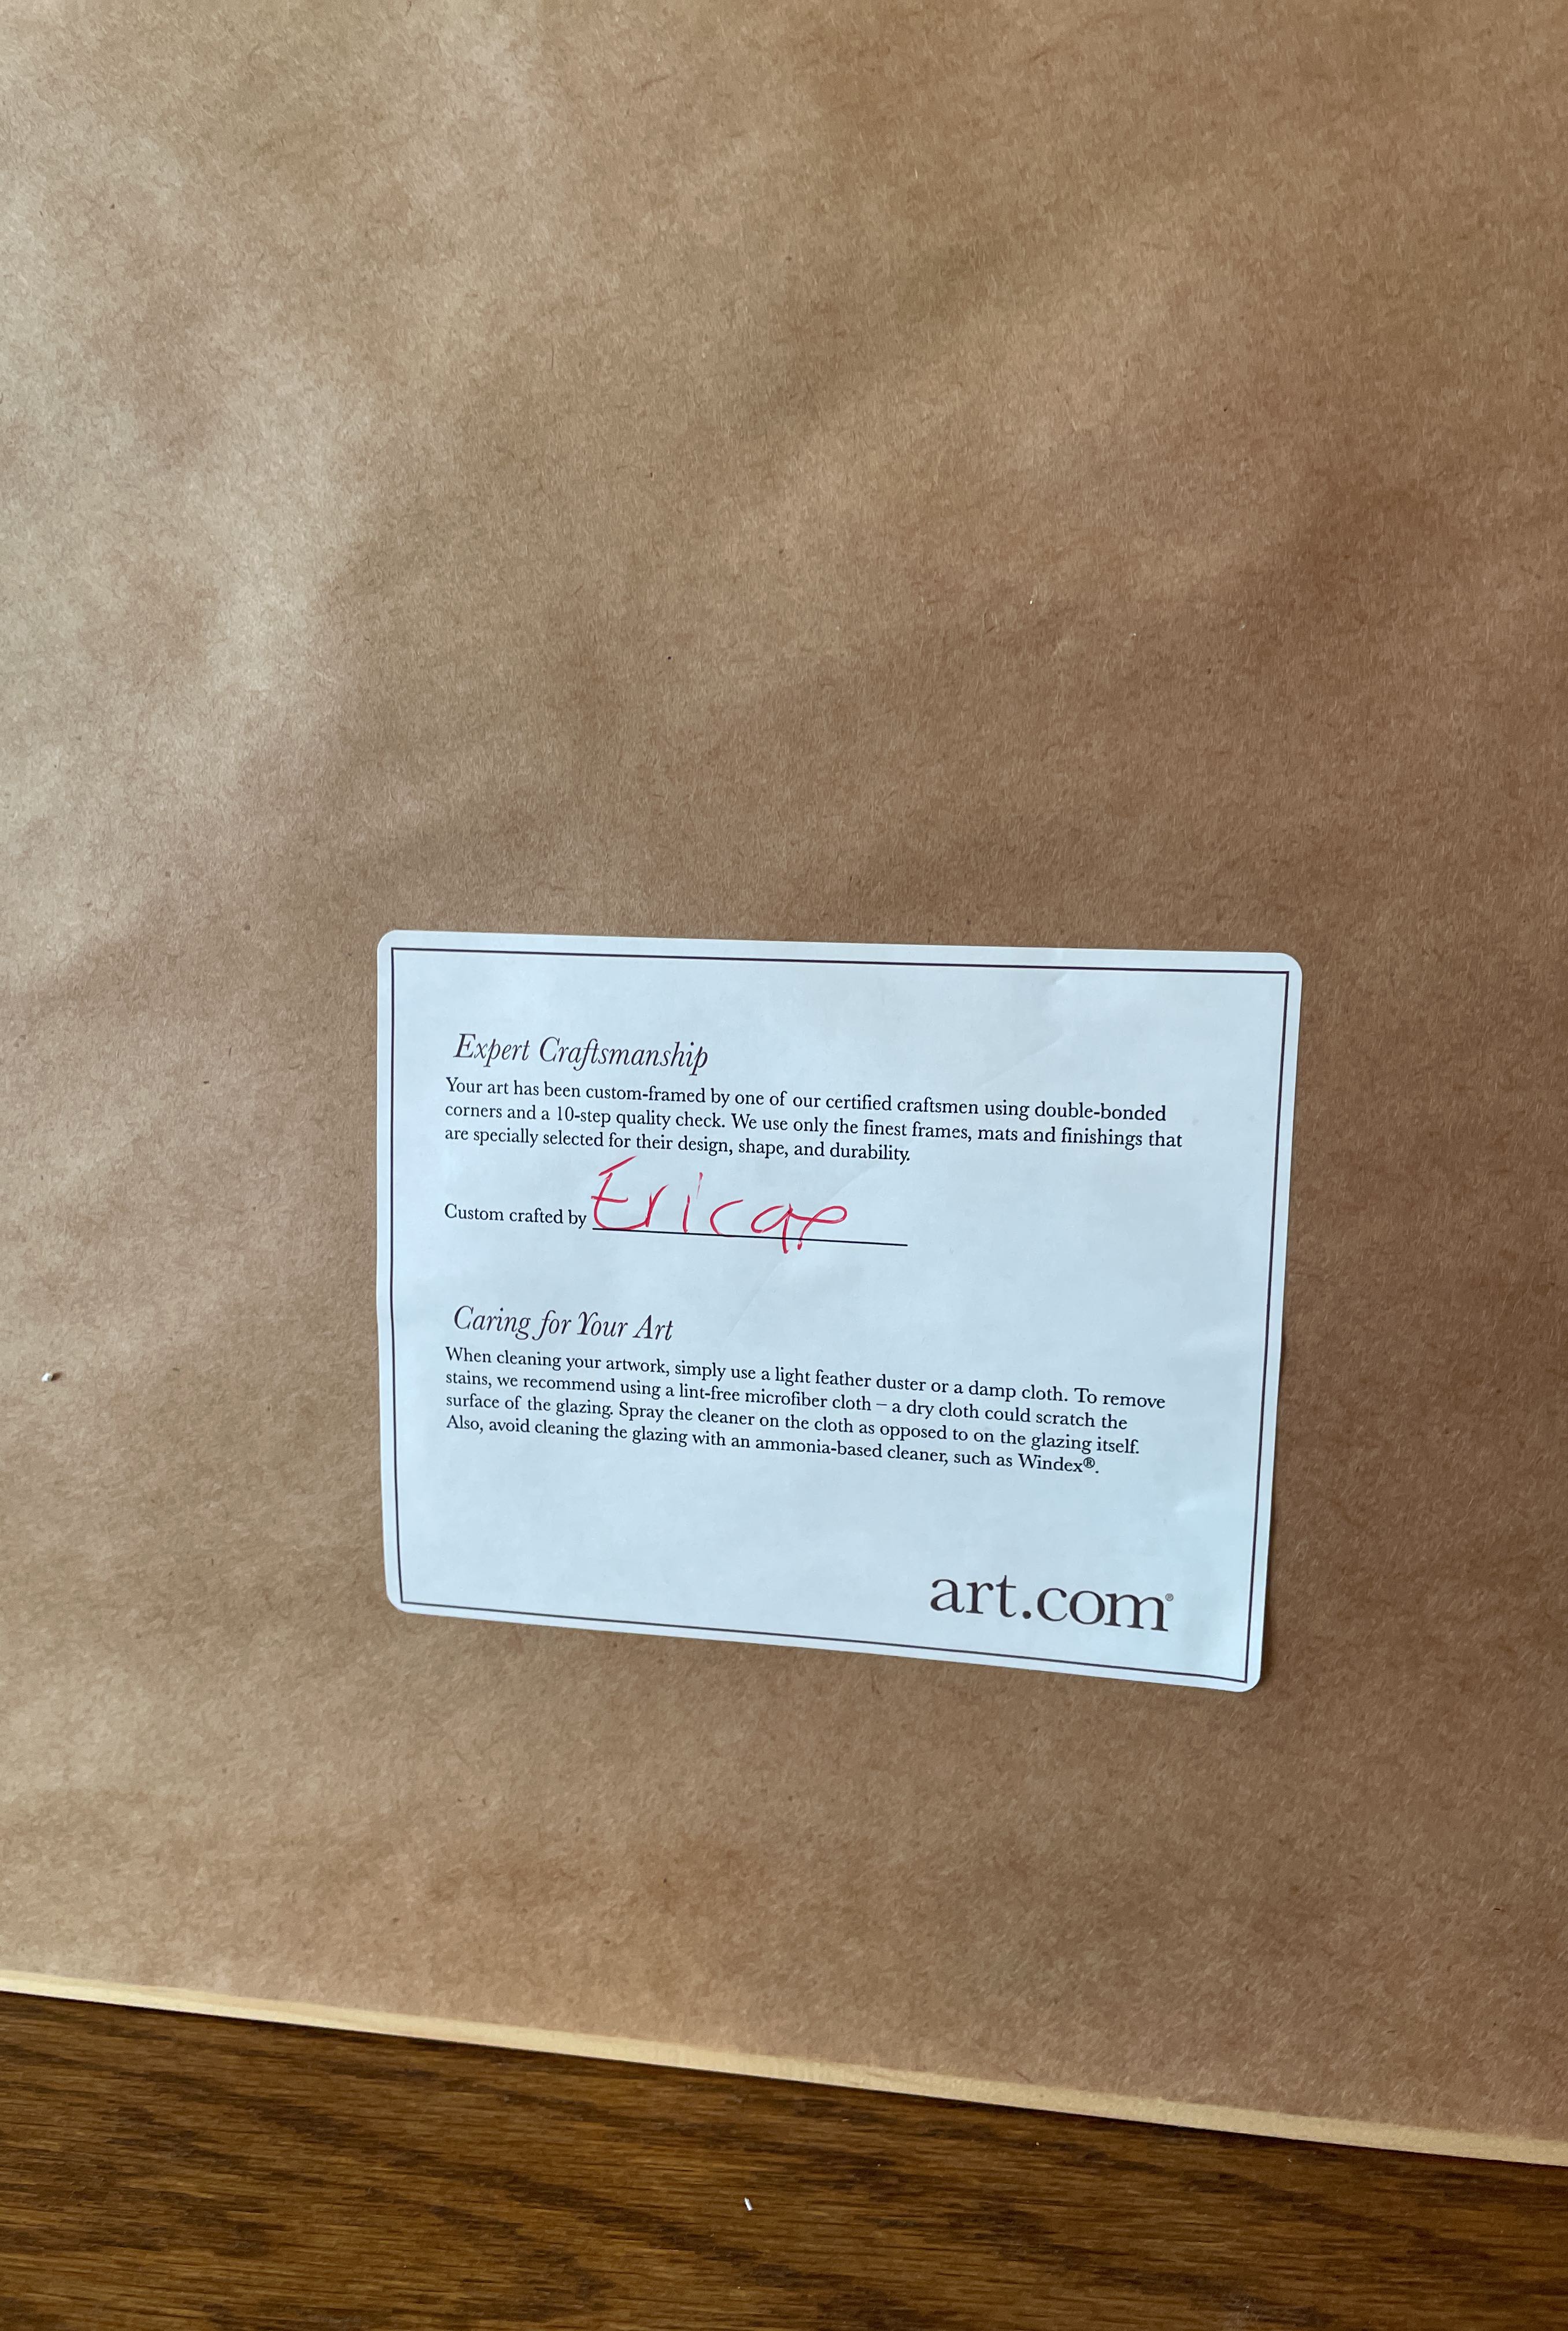 Expert Craftsmanship
Your art has been custom-framed by one of our certified craftsmen using double-bonded
corners and a 10-step quality check. We use only the finest frames, mats and finishings that
are specially selected for their design, shape, and durability.
Custom crafted by
Caring for Your Art
When cleaning your artwork, simply use a light feather duster or a damp cloth. To remove
stains, we recommend using a lint-free microfiber cloth – a dry cloth could scratch the
surface of the glazing. Spray the cleaner on the cloth as opposed to on the glazing itself.
Also, avoid cleaning the glazing with an ammonia-based cleaner, such as Windex®.
art.com®